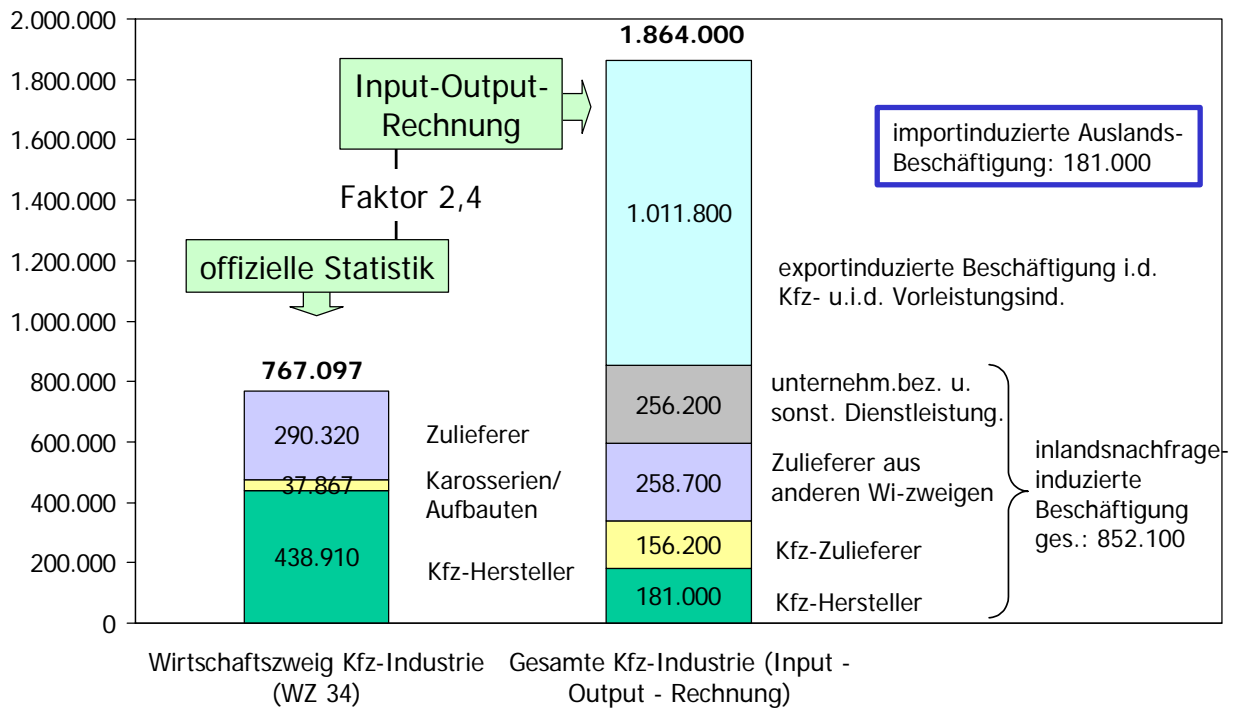 2.000.000
1.800.000
1.600.000
1.400.000
1.200.000
1.000.000
800.000
600.000
400.000
200.000
0
Input-Output-
Rechnung
Faktor 2,4
offizielle Statistik
767.097
290.320
37.867
438.910
Zulieferer
Karosserien/
Aufbauten
Kfz-Hersteller
1.864.000
1.011.800
256.200
258.700
156.200
181.000
importinduzierte Auslands-
Beschäftigung: 181.000
exportinduzierte Beschäftigung i.d.
Kfz- u.i.d. Vorleistungsind.
unternehm.bez. u.
sonst. Dienstleistung.
Zulieferer aus
anderen Wi-zweigen
Kfz-Zulieferer
Kfz-Hersteller
inlandsnachfrage-
induzierte
Beschäftigung
ges.: 852.100
Wirtschaftszweig Kfz-Industrie
(WZ 34)
Gesamte Kfz-Industrie (Input -
Output - Rechnung)